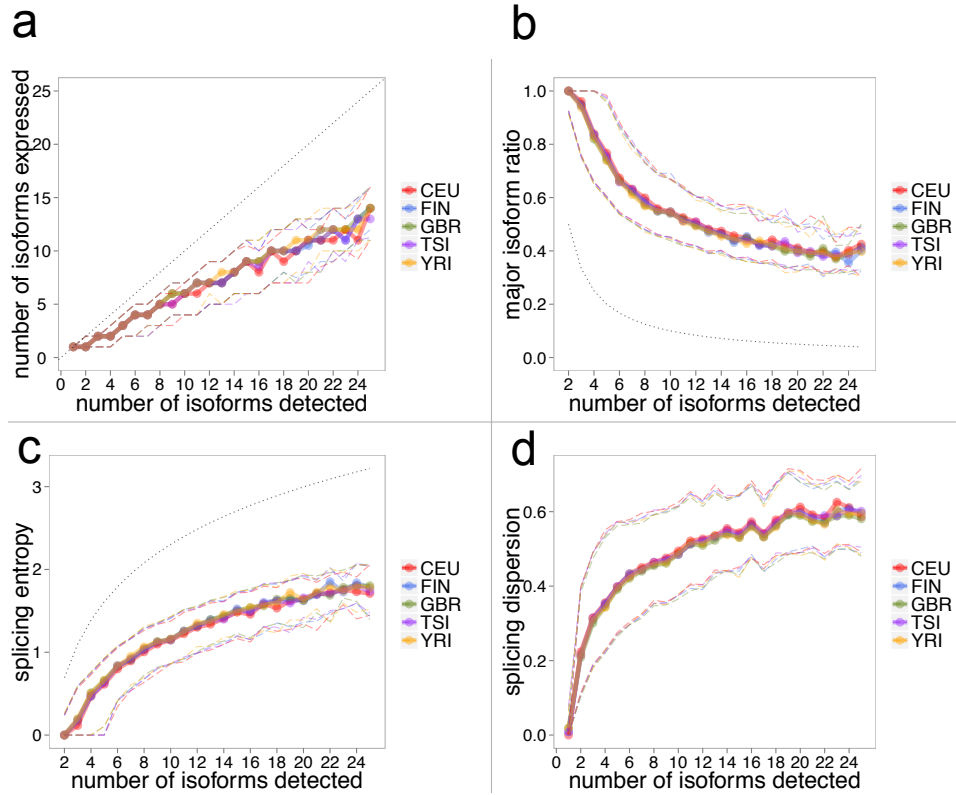 a
number of isoforms expressed
25
20
15
10
5
0
0 2 4 6 8 10 12 14 16 18 20 22 24
number of isoforms detected
CEU
FIN
GBR
TSI
YRI
b
major isoform ratio
1.0
0.8
0.6
0.4
0.2
0.0
2 4 6 8 10 12 14 16 18 20 22 24
number of isoforms detected
CEU
FIN
GBR
TSI
YRI
c
splicing entropy
3
2
1
0
2 4 6 8 10 12 14 16 18 20 22 24
number of isoforms detected
CEU
FIN
GBR
TSI
YRI
d
splicing dispersion
0.6
0.4
0.2
0.0
0 2 4 6 8 10 12 14 16 18 20 22 24
number of isoforms detected
CEU
FIN
GBR
TSI
YRI